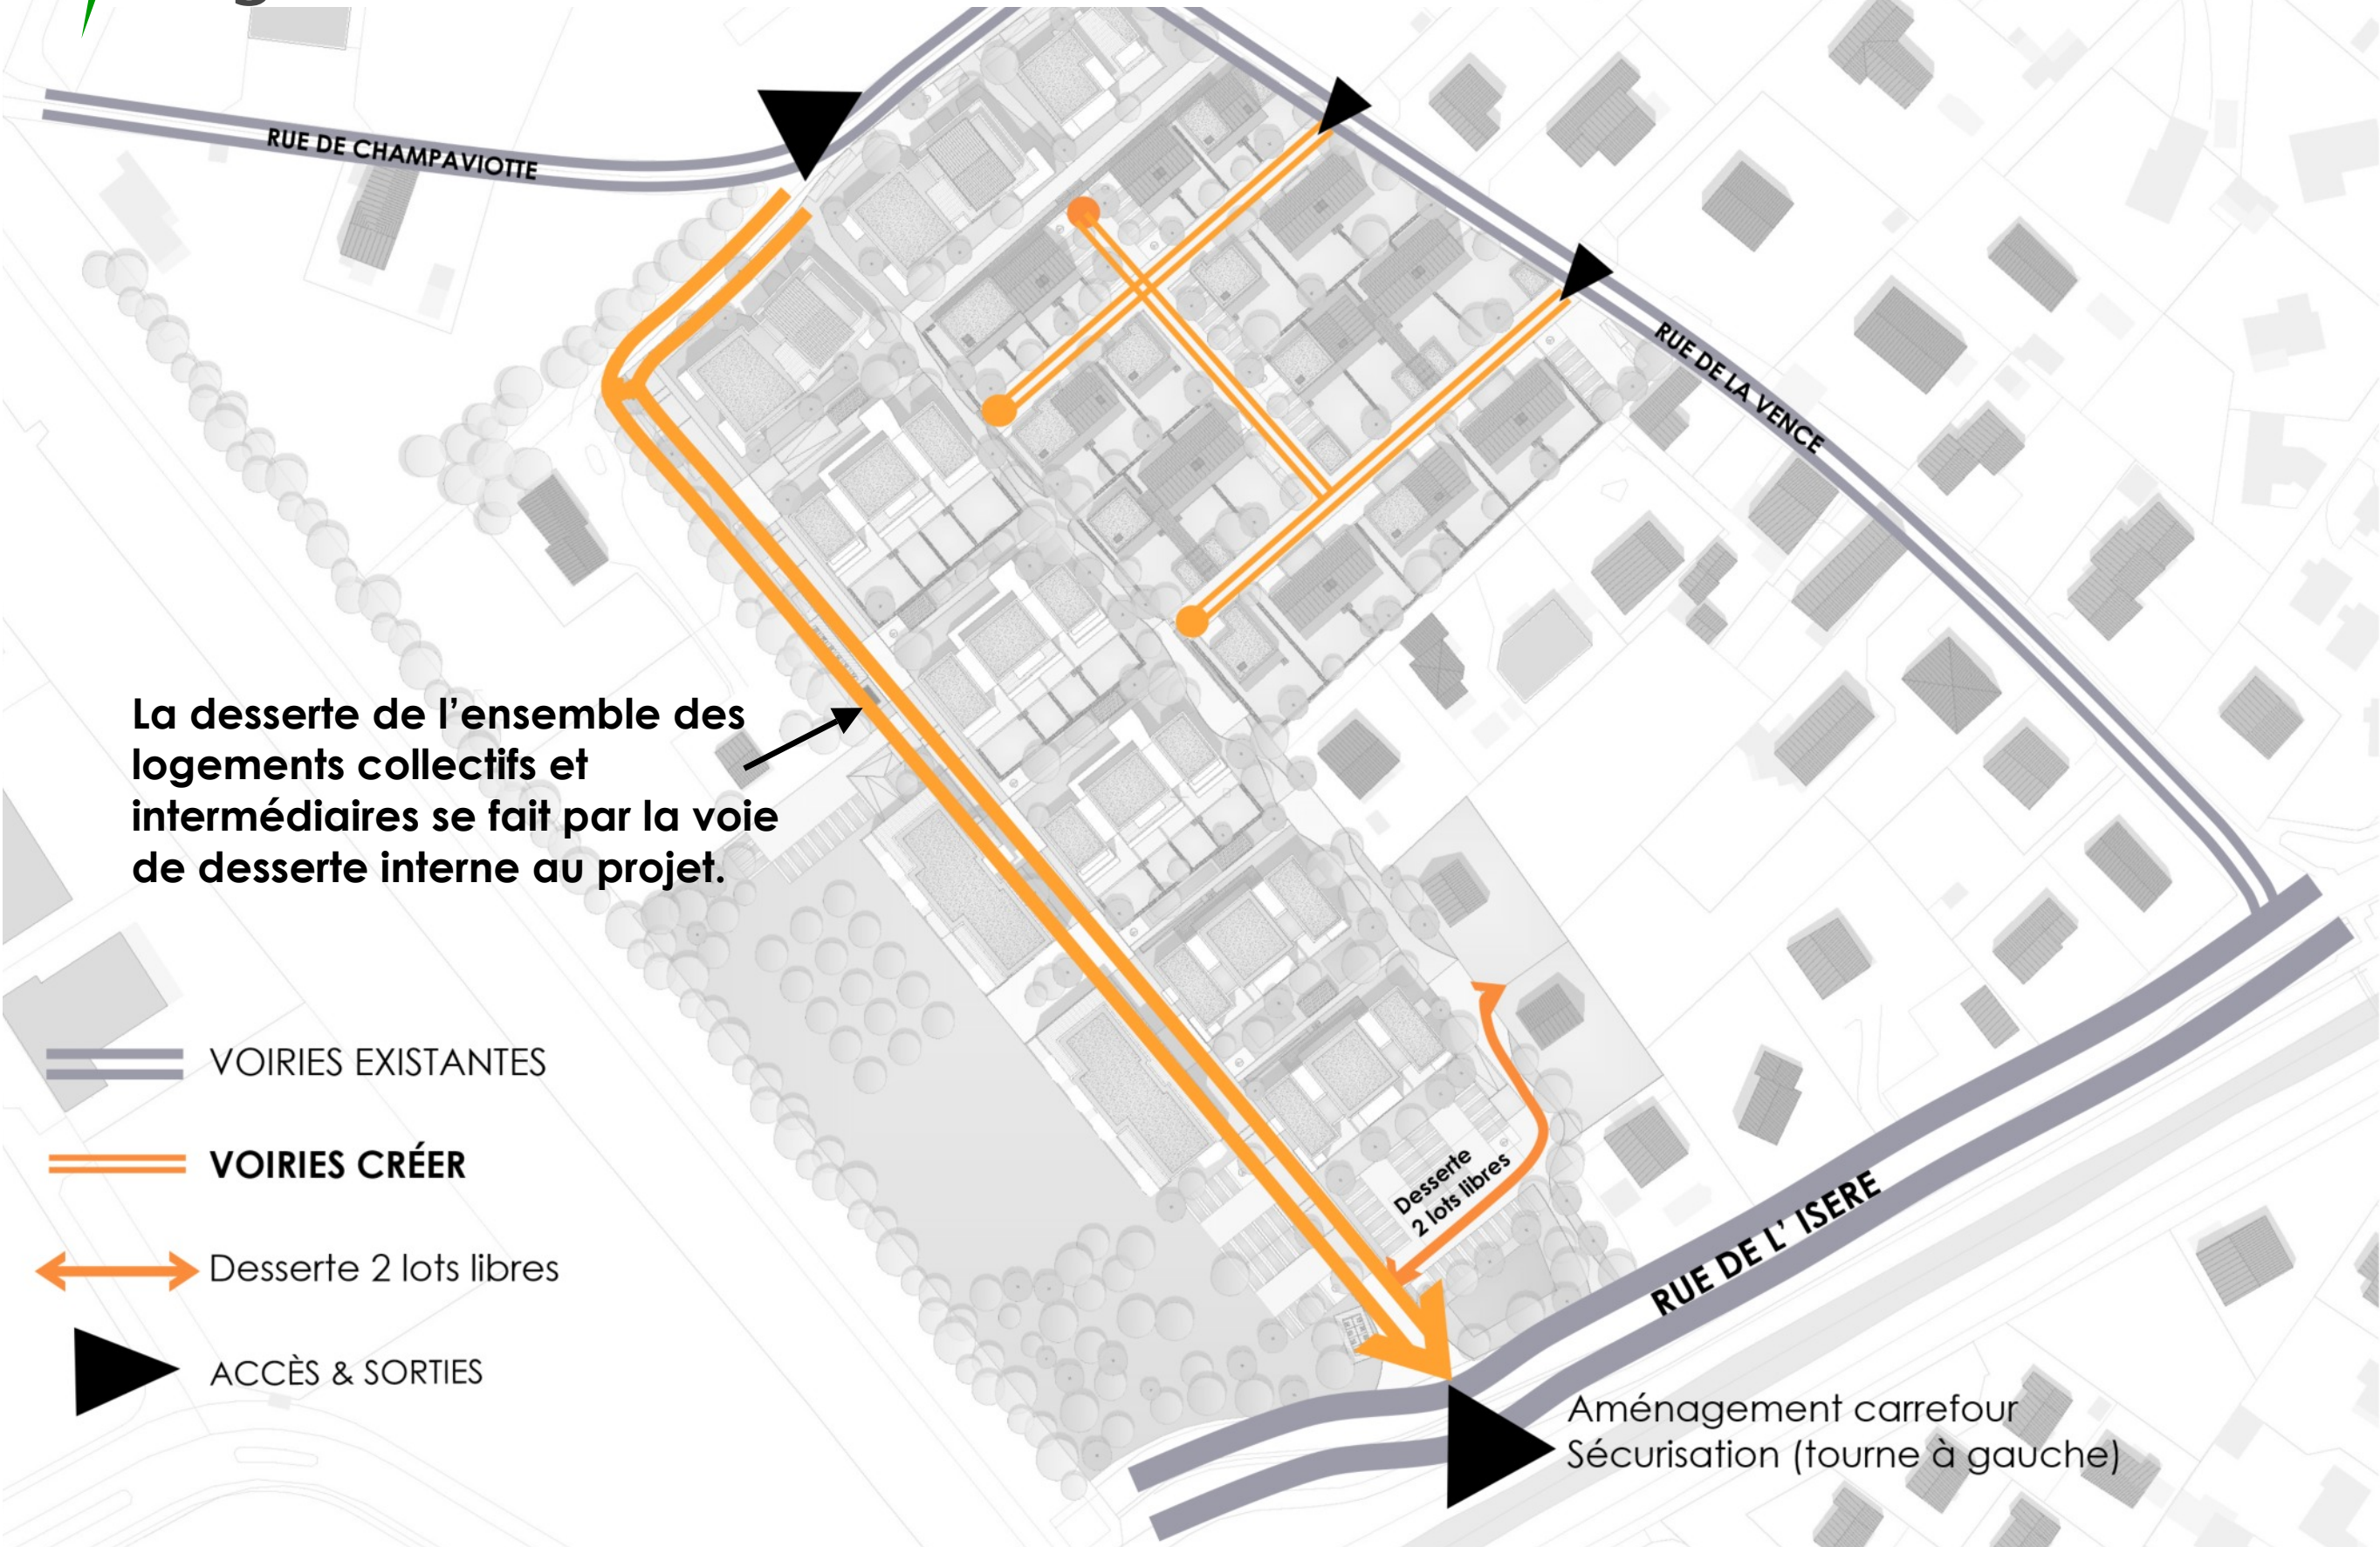 RUE DE CHAMPAVIOTTE
RUE DE LA VENCE
La desserte de l’ensemble des
logements collectifs et
intermédiaires se fait par la voie
de desserte interne au projet.
VOIRIES EXISTANTES
VOIRIES CRÉER
Desserte 2 lots libres
ACCÈS & SORTIES
Desserte
2 lots libres
RUE DE L’ ISERE
Aménagement carrefour
Sécurisation (tourne à gauche)